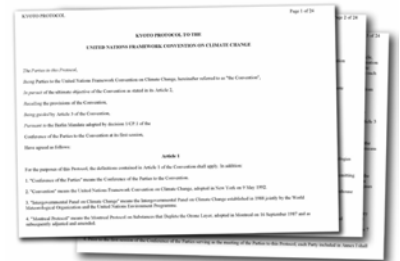 KYOTO PROTOCOL
Page 1 of 24
KYOTO PROTOCOL TO THE
UNITED NATIONS FRAMEWORK CONVENTION ON CLIMATE CHANGE
The Parties to this Protocol,
Being Parties to the United Nations Framework Convention on Climate Change, hereinafter referred to as "the Convention",
In pursuit of the ultimate objective of the Convention as stated in its Article 2,
Recalling the provisions of the Convention,
Being guided by Article 3 of the Convention,
Pursuant to the Berlin Mandate adopted by decision 1/CP.1 of the
Conference of the Parties to the Convention at its first session,
Have agreed as follows:
Article 1
For the purposes of this Protocol, the definitions contained in Article 1 of the Convention shall apply. In addition:
1. "Conference of the Parties" means the Conference of the Parties to the Convention.
2. "Convention" means the United Nations Framework Convention on Climate Change, adopted in New York on 9 May 1992.
3. "Intergovernmental Panel on Climate Change" means the Intergovernmental Panel on Climate Change established in 1988 jointly by the World
Meteorological Organization and the United Nations Environment Programme.
4. "Montreal Protocol" means the Montreal Protocol on Substances that Deplete the Ozone Layer, adopted in Montreal on 16 September 1987 and as
subsequently adjusted and amended.
Page 2 of 24
of 24